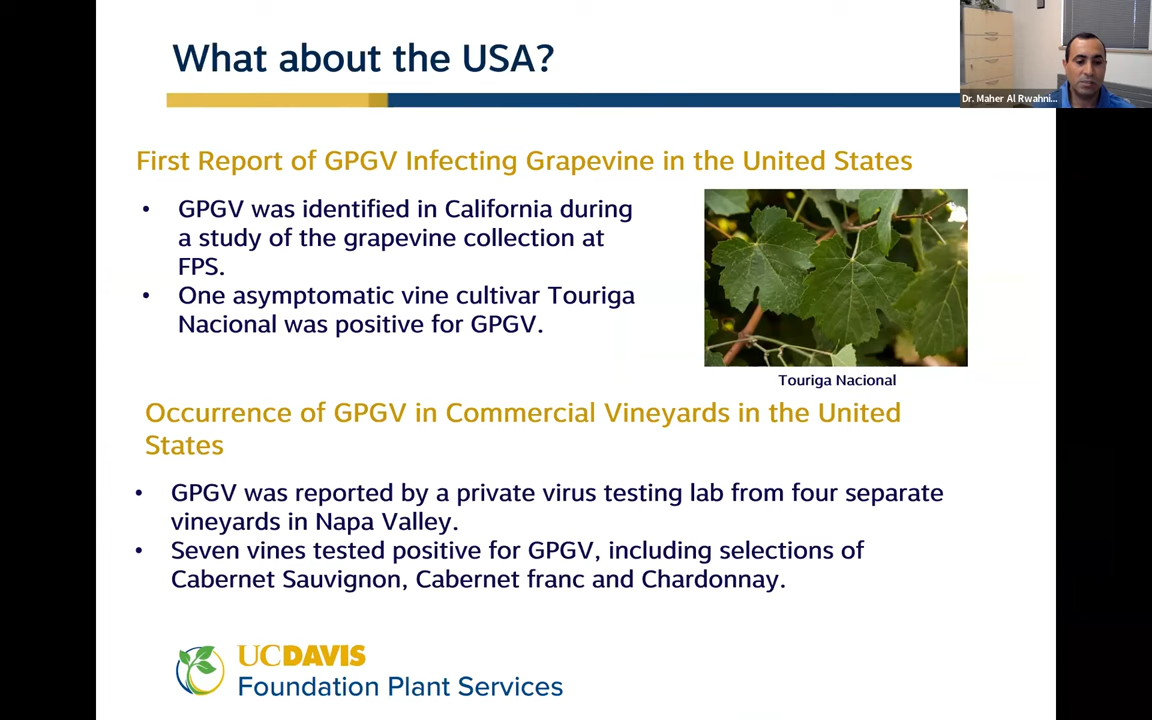 What about the USA?
Dr. Maher Al Rwahni...
First Report of GPGV Infecting Grapevine in the United States
• GPGV was identified in California during
a study of the grapevine collection at
FPS.
• One asymptomatic vine cultivar Touriga
Nacional was positive for GPGV.
Touriga Nacional
Occurrence of GPGV in Commercial Vineyards in the United
States
• GPGV was reported by a private virus testing lab from four separate
vineyards in Napa Valley.
• Seven vines tested positive for GPGV, including selections of
Cabernet Sauvignon, Cabernet franc and Chardonnay.
UCDAVIS
Foundation Plant Services